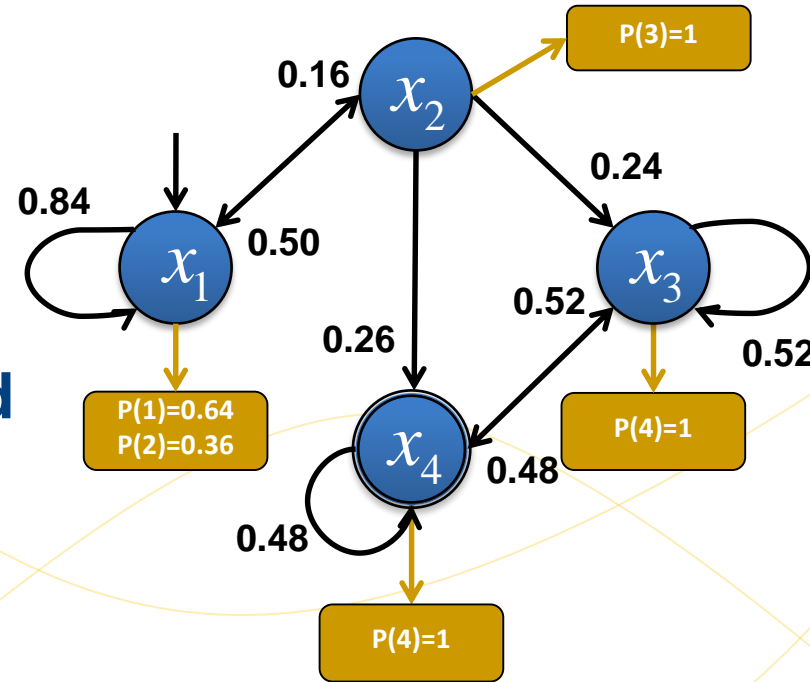 P(3)=1
0.16
x2
0.24
0.84
0.50
x1
x3
0.52
0.26
0.52
d
P(1)=0.64
P(2)=0.36
P(4)=1
x4
0.48
0.48
P(4)=1